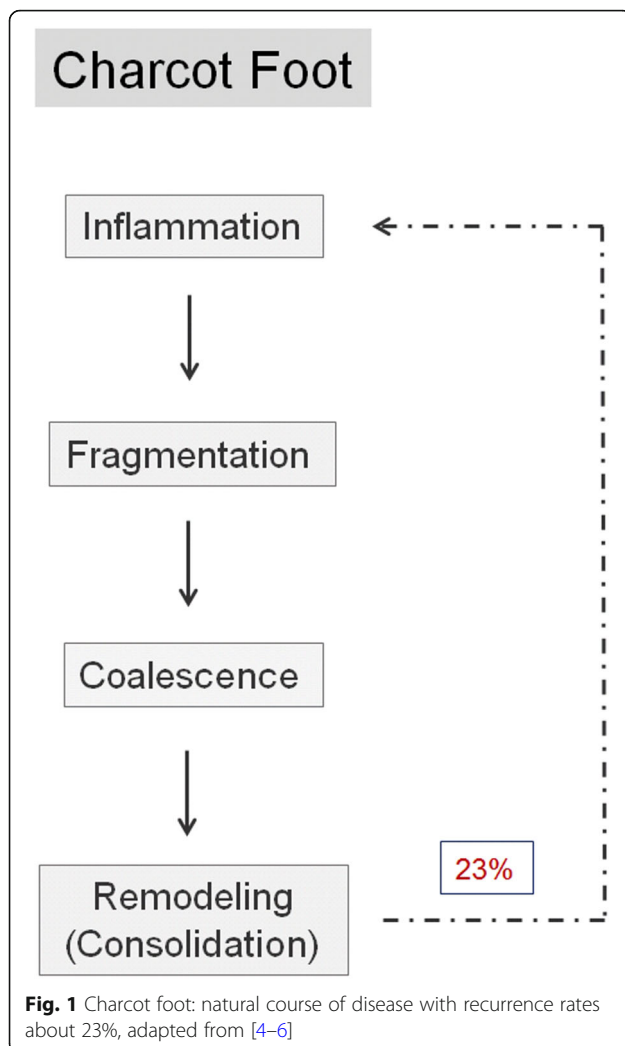 Charcot Foot
Inflammation
Fragmentation
Coalescence
Remodeling
(Consolidation)
23%
Fig. 1 Charcot foot: natural course of disease with recurrence rates
about 23%, adapted from [4–6]